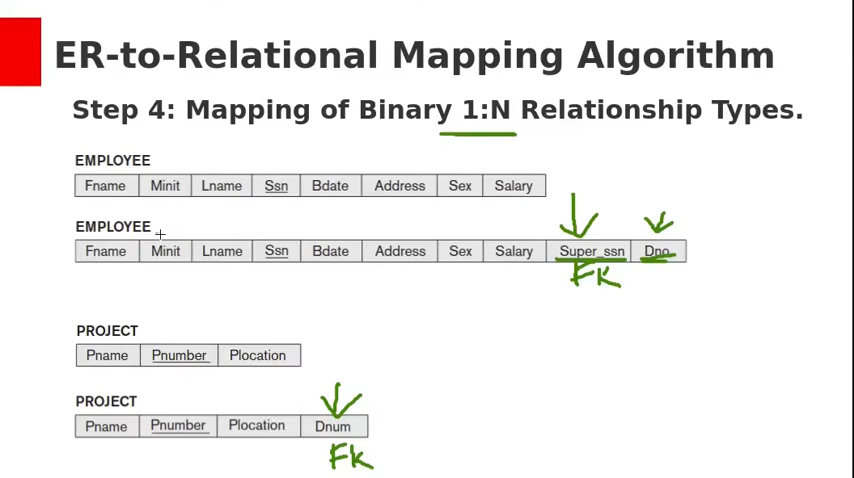 ER-to-Relational Mapping Algorithm
Step 4: Mapping of Binary 1:N Relationship Types.
EMPLOYEE
Fname Minit Lname Ssn Bdate Address Sex Salary
EMPLOYEE
Fname Minit Lname Ssn Bdate Address Sex Salary Super_ssn Dno
FK
PROJECT
Pname Pnumber Plocation
PROJECT
Pname Pnumber Plocation Dnum
FK